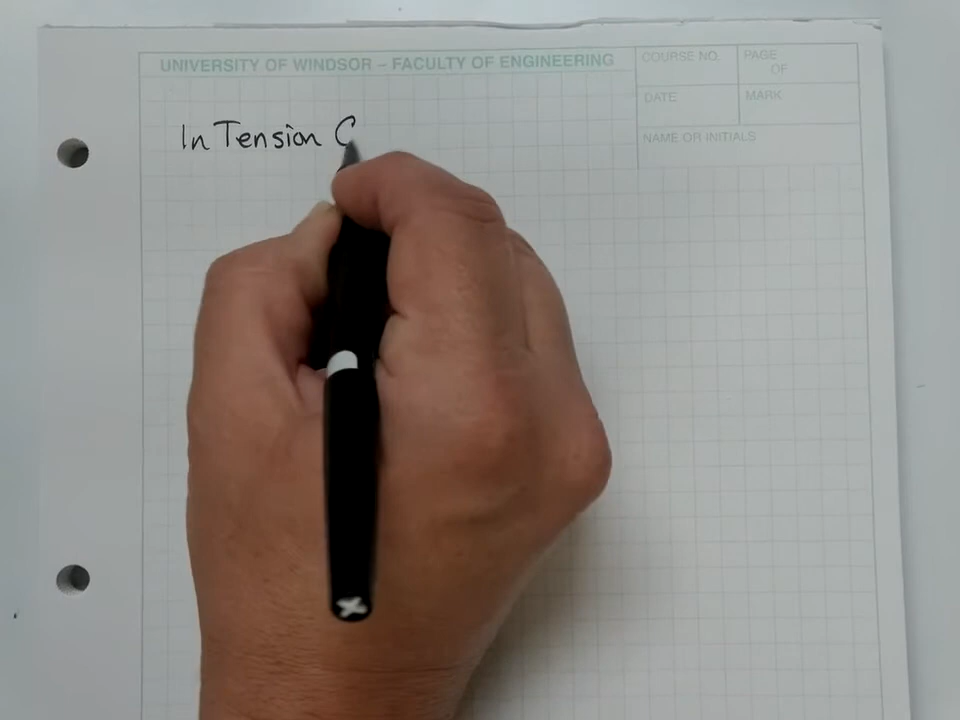 UNIVERSITY OF WINDSOR – FACULTY OF ENGINEERING
COURSE NO.
PAGE
OF
DATE
MARK
NAME OR INITIALS
In Tension C